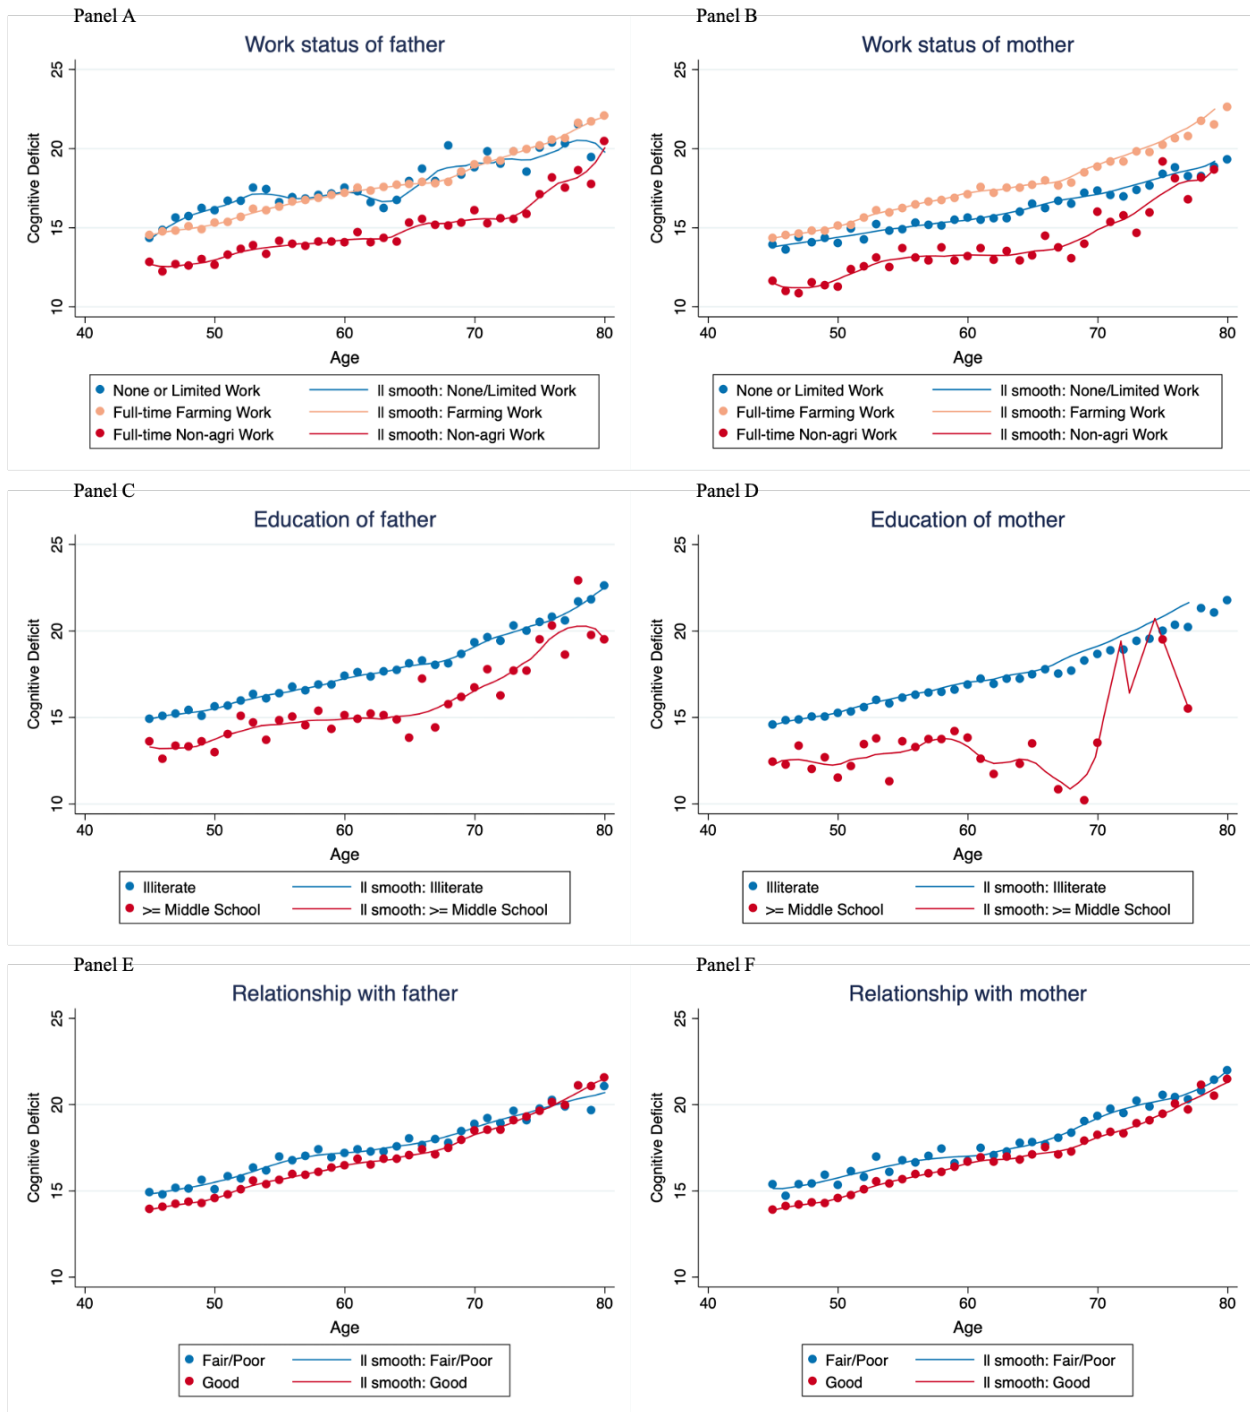 Panel A
Work status of father
Cognitive Deficit
25
20
15
10
40 50 60 70 80
Age
None or Limited Work ll smooth: None/Limited Work
Full-time Farming Work ll smooth: Farming Work
Full-time Non-agri Work ll smooth: Non-agri Work
Panel B
Work status of mother
Cognitive Deficit
25
20
15
10
40 50 60 70 80
Age
None or Limited Work ll smooth: None/Limited Work
Full-time Farming Work ll smooth: Farming Work
Full-time Non-agri Work ll smooth: Non-agri Work
Panel C
Education of father
Cognitive Deficit
25
20
15
10
40 50 60 70 80
Age
Illiterate ll smooth: Illiterate
>= Middle School ll smooth: >= Middle School
Panel D
Education of mother
Cognitive Deficit
25
20
15
10
40 50 60 70 80
Age
Illiterate ll smooth: Illiterate
>= Middle School ll smooth: >= Middle School
Panel E
Relationship with father
Cognitive Deficit
25
20
15
10
40 50 60 70 80
Age
Fair/Poor ll smooth: Fair/Poor
Good ll smooth: Good
Panel F
Relationship with mother
Cognitive Deficit
25
20
15
10
40 50 60 70 80
Age
Fair/Poor ll smooth: Fair/Poor
Good ll smooth: Good